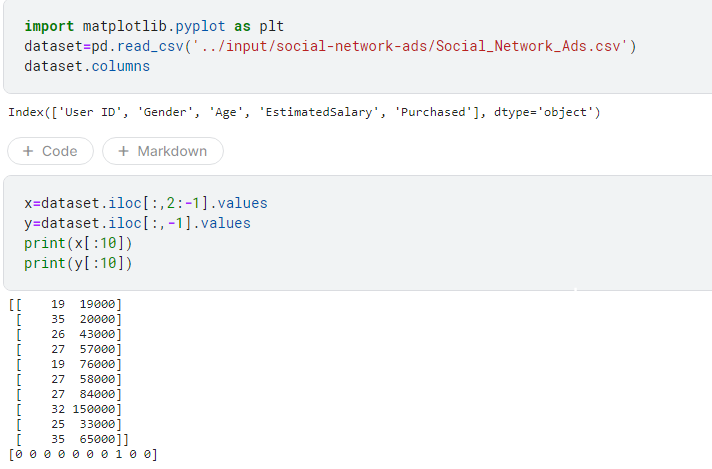 import matplotlib.pyplot as plt
dataset=pd.read_csv('../input/social-network-ads/Social_Network_Ads.csv')
dataset.columns
Index(['User ID', 'Gender', 'Age', 'EstimatedSalary', 'Purchased'], dtype='object')
+ Code + Markdown
x=dataset.iloc[:,2:-1].values
y=dataset.iloc[:,-1].values
print(x[:10])
print(y[:10])
[[    19  19000]
 [    35  20000]
 [    26  43000]
 [    27  57000]
 [    19  76000]
 [    27  58000]
 [    27  84000]
 [    32 150000]
 [    25  33000]
 [    35  65000]]
[0 0 0 0 0 0 0 1 0 0]